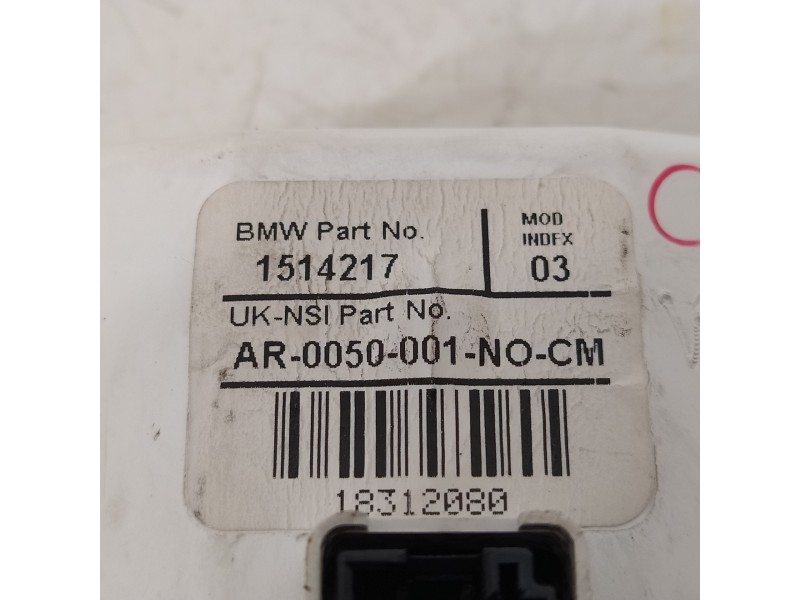 BMW Part No.
MOD
INDEX
1514217
03
UK-NSI Part No.
AR-0050-001-NO-CM
18312080